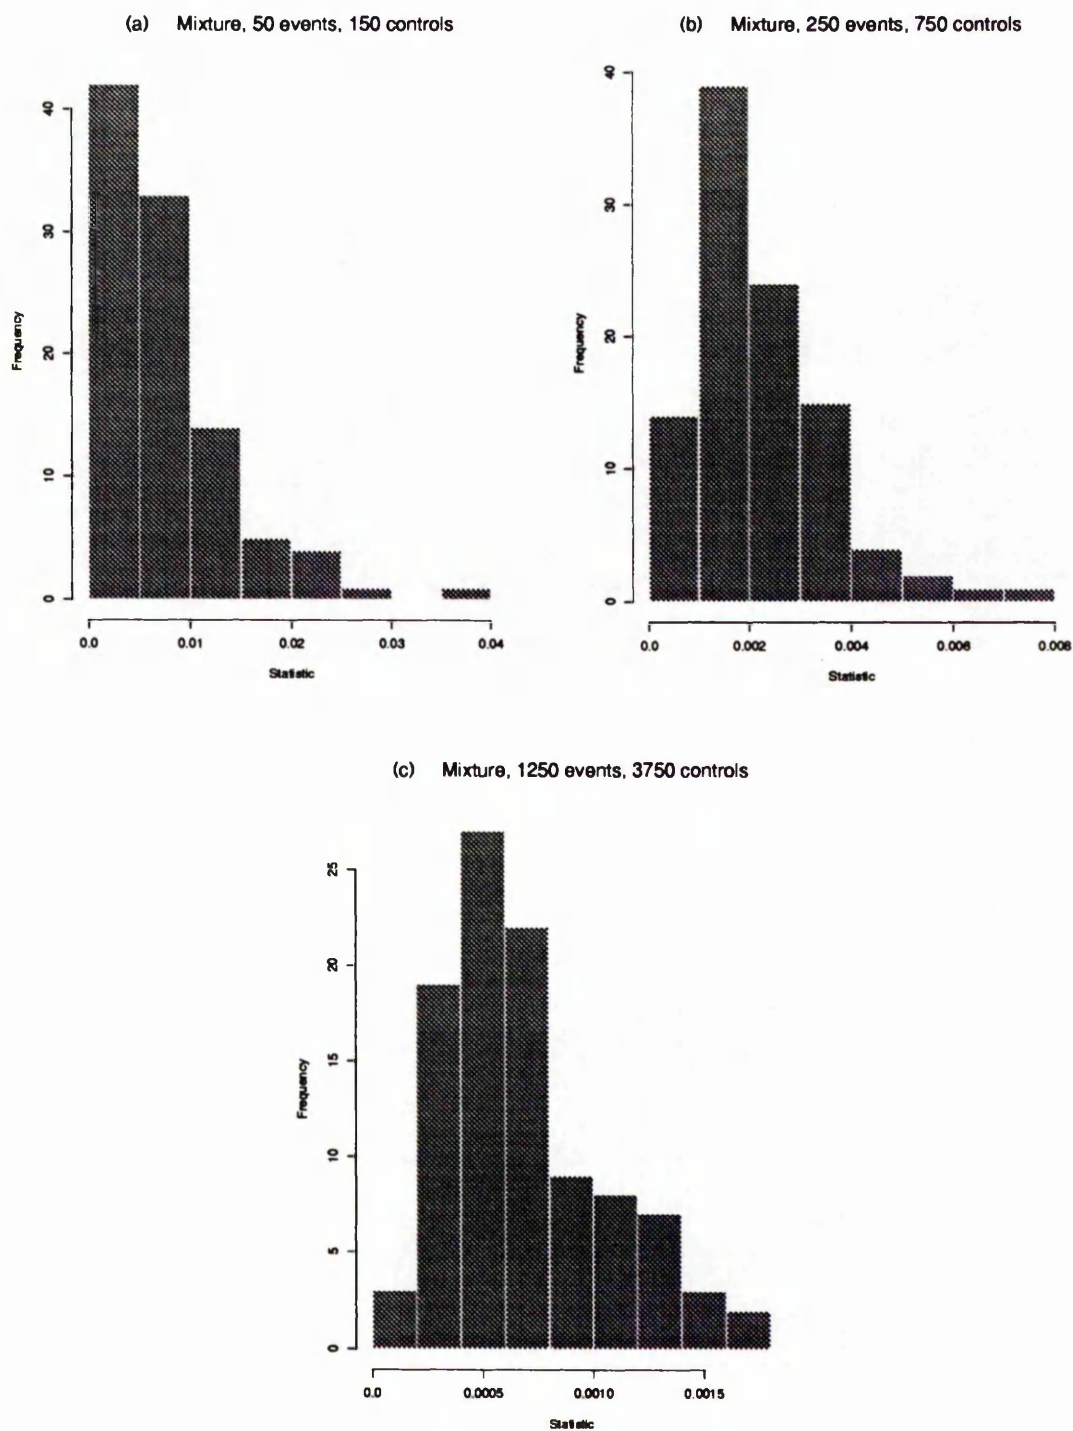 (a) Mixture, 50 events, 150 controls
40
30
20
10
0
Frequency
0.0 0.01 0.02 0.03 0.04
Statistic
(b) Mixture, 250 events, 750 controls
40
30
20
10
0
Frequency
0.0 0.002 0.004 0.006 0.008
Statistic
(c) Mixture, 1250 events, 3750 controls
25
20
15
10
5
0
Frequency
0.0 0.0005 0.0010 0.0015
Statistic